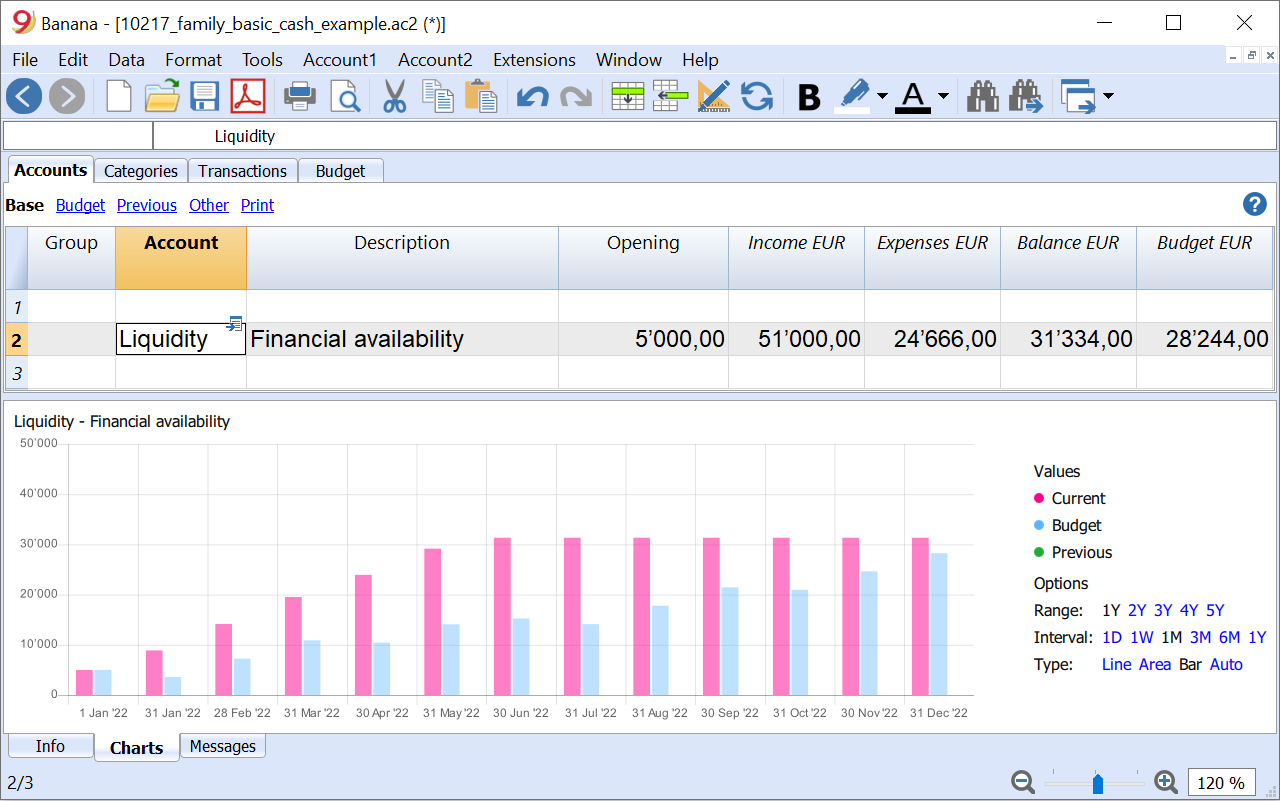 Banana - [10217_family_basic_cash_example.ac2 (*)]
File Edit Data Format Tools Account1 Account2 Extensions Window Help
B A
Liquidity
Accounts Categories Transactions Budget
Base Budget Previous Other Print ?
Group Account Description Opening Income EUR Expenses EUR Balance EUR Budget EUR
1
2 Liquidity Financial availability 5’000,00 51’000,00 24’666,00 31’334,00 28’244,00
3
Liquidity - Financial availability
50'000
40'000
30'000
20'000
10'000
0
1 Jan '22 31 Jan '22 28 Feb '22 31 Mar '22 30 Apr '22 31 May '22 30 Jun '22 31 Jul '22 31 Aug '22 30 Sep '22 31 Oct '22 30 Nov '22 31 Dec '22
Values
Current
Budget
Previous
Options
Range: 1Y 2Y 3Y 4Y 5Y
Interval: 1D 1W 1M 3M 6M 1Y
Type: Line Area Bar Auto
Info Charts Messages
2/3 120 %